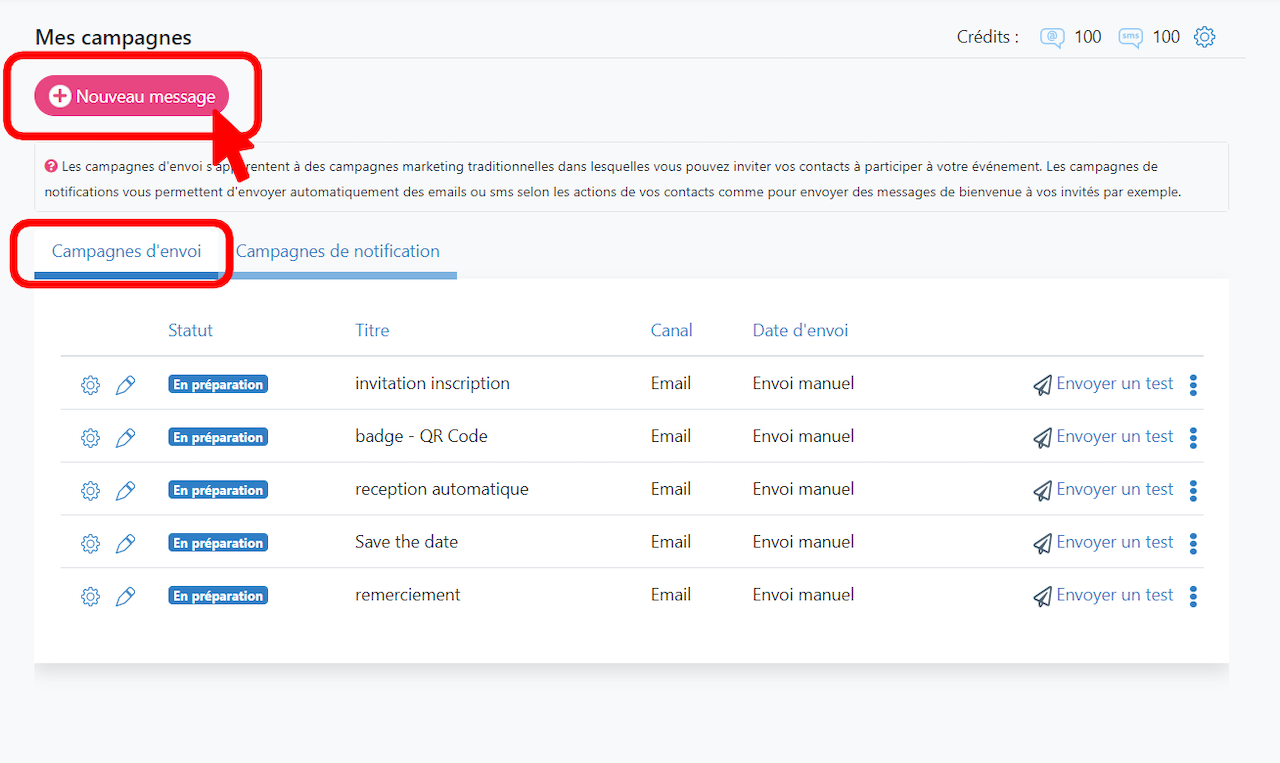 Mes campagnes
Crédits : @ 100 sms 100
Nouveau message
? Les campagnes d'envoi s'apparentent à des campagnes marketing traditionnelles dans lesquelles vous pouvez inviter vos contacts à participer à votre événement. Les campagnes de
notifications vous permettent d'envoyer automatiquement des emails ou sms selon les actions de vos contacts comme pour envoyer des messages de bienvenue à vos invités par exemple.
Campagnes d'envoi Campagnes de notification
Statut Titre Canal Date d'envoi
En préparation invitation inscription Email Envoi manuel Envoyer un test
En préparation badge - QR Code Email Envoi manuel Envoyer un test
En préparation reception automatique Email Envoi manuel Envoyer un test
En préparation Save the date Email Envoi manuel Envoyer un test
En préparation remerciement Email Envoi manuel Envoyer un test